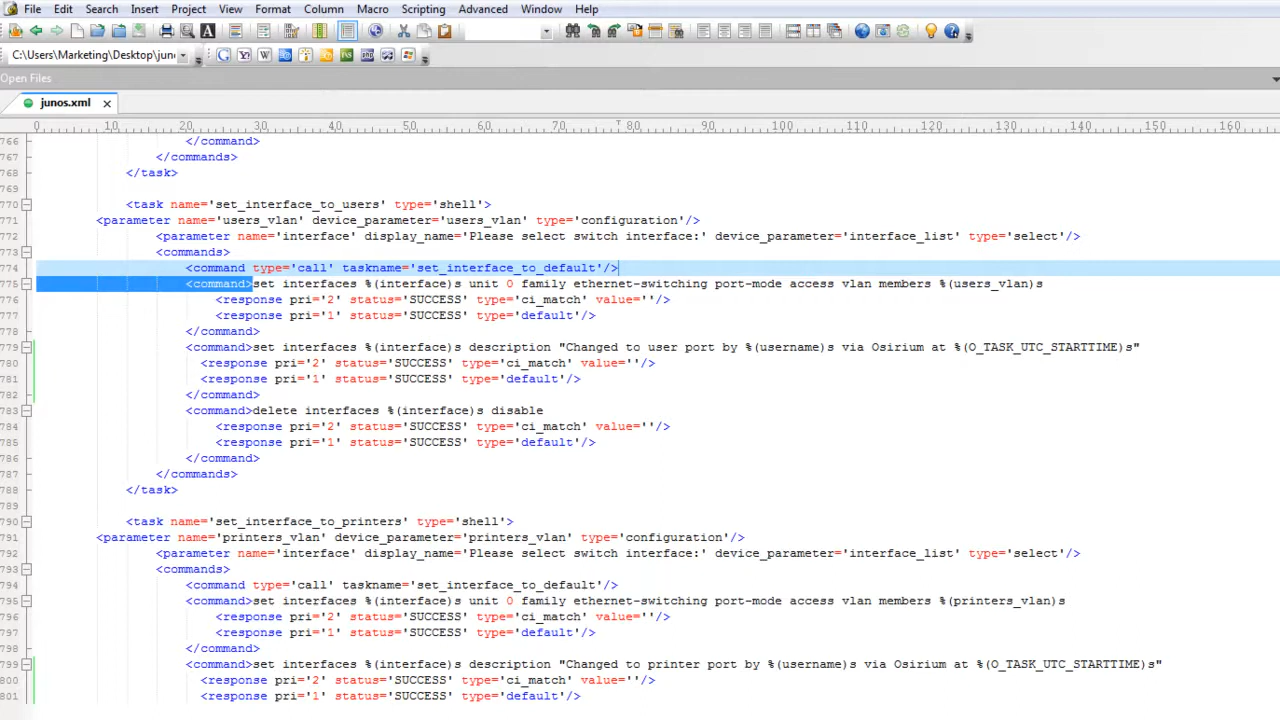 File Edit Search Insert Project View Format Column Macro Scripting Advanced Window Help
C:\Users\Marketing\Desktop\jun
Open Files
junos.xml
0 10 20 30 40 50 60 70 80 90 100 110 120 130 140 150 160
766 </command>
767 </commands>
768 </task>
769
770 <task name='set_interface_to_users' type='shell'>
771 <parameter name='users_vlan' device_parameter='users_vlan' type='configuration'/>
772 <parameter name='interface' display_name='Please select switch interface:' device_parameter='interface_list' type='select'/>
773 <commands>
774 <command type='call' taskname='set_interface_to_default'/>
775 <command>set interfaces %(interface)s unit 0 family ethernet-switching port-mode access vlan members %(users_vlan)s
776 <response pri='2' status='SUCCESS' type='ci_match' value=''/>
777 <response pri='1' status='SUCCESS' type='default'/>
778 </command>
779 <command>set interfaces %(interface)s description "Changed to user port by %(username)s via Osirium at %(O_TASK_UTC_STARTTIME)s"
780 <response pri='2' status='SUCCESS' type='ci_match' value=''/>
781 <response pri='1' status='SUCCESS' type='default'/>
782 </command>
783 <command>delete interfaces %(interface)s disable
784 <response pri='2' status='SUCCESS' type='ci_match' value=''/>
785 <response pri='1' status='SUCCESS' type='default'/>
786 </command>
787 </commands>
788 </task>
789
790 <task name='set_interface_to_printers' type='shell'>
791 <parameter name='printers_vlan' device_parameter='printers_vlan' type='configuration'/>
792 <parameter name='interface' display_name='Please select switch interface:' device_parameter='interface_list' type='select'/>
793 <commands>
794 <command type='call' taskname='set_interface_to_default'/>
795 <command>set interfaces %(interface)s unit 0 family ethernet-switching port-mode access vlan members %(printers_vlan)s
796 <response pri='2' status='SUCCESS' type='ci_match' value=''/>
797 <response pri='1' status='SUCCESS' type='default'/>
798 </command>
799 <command>set interfaces %(interface)s description "Changed to printer port by %(username)s via Osirium at %(O_TASK_UTC_STARTTIME)s"
800 <response pri='2' status='SUCCESS' type='ci_match' value=''/>
801 <response pri='1' status='SUCCESS' type='default'/>